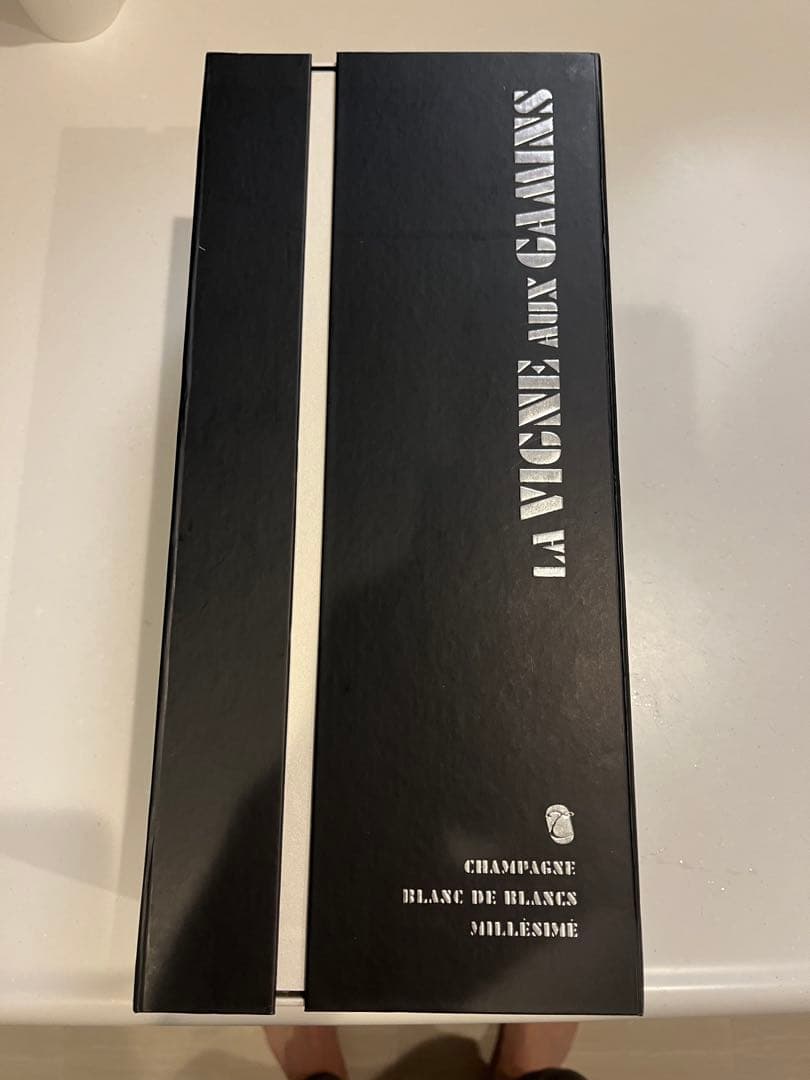 LA VIGNE AUX GAMINS
CHAMPAGNE
BLANC DE BLANCS
MILLÉSIMÉ